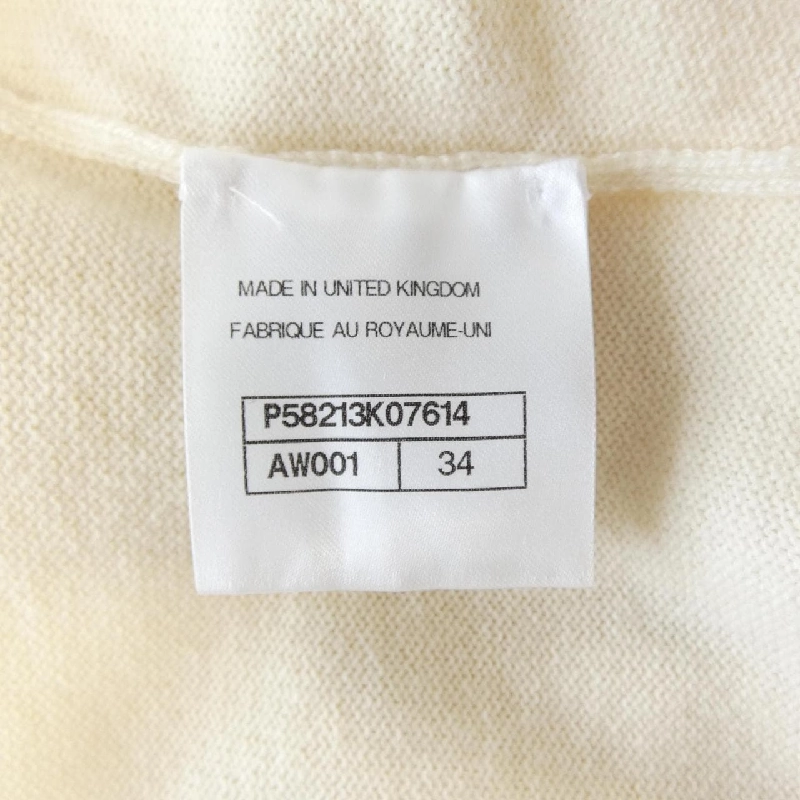 MADE IN UNITED KINGDOM
FABRIQUE AU ROYAUME-UNI
P58213K07614
AW001 34